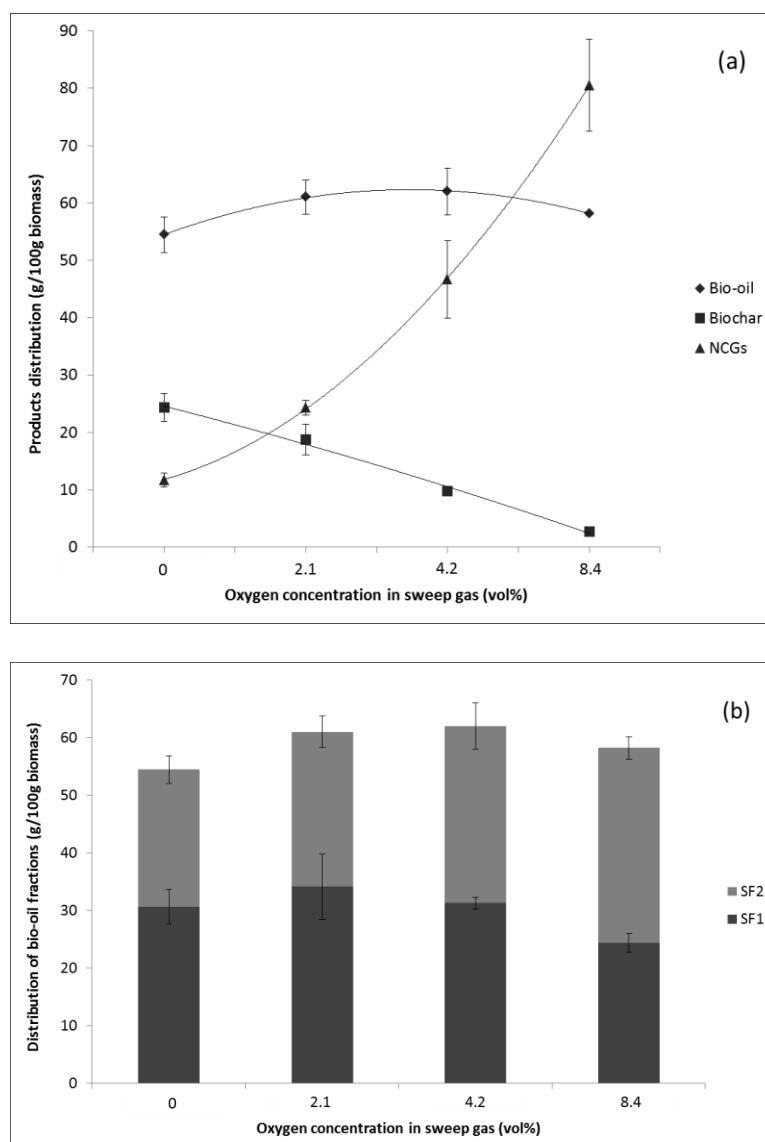 (a)
Products distribution (g/100g biomass)
90
80
70
60
50
40
30
20
10
0
0 2.1 4.2 8.4
Oxygen concentration in sweep gas (vol%)
Bio-oil
Biochar
NCGs
(b)
Distribution of bio-oil fractions (g/100g biomass)
70
60
50
40
30
20
10
0
0 2.1 4.2 8.4
Oxygen concentration in sweep gas (vol%)
SF2
SF1